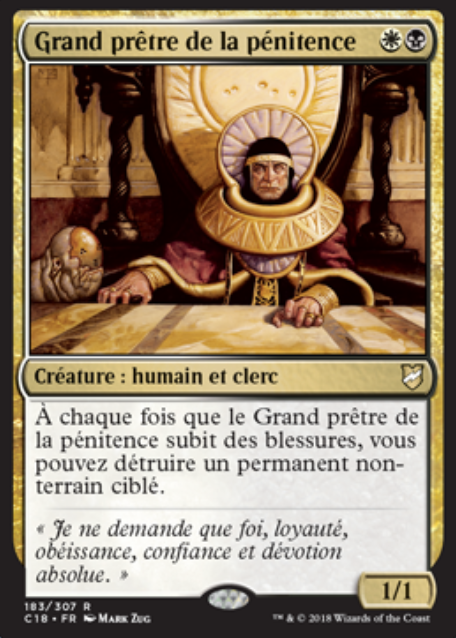 Grand prêtre de la pénitence
Créature : humain et clerc
À chaque fois que le Grand prêtre de
la pénitence subit des blessures, vous
pouvez détruire un permanent non-
terrain ciblé.
« Je ne demande que foi, loyauté,
obéissance, confiance et dévotion
absolue. »
1/1
183/307 R
C18 • FR Mark Zug
™ & © 2018 Wizards of the Coast